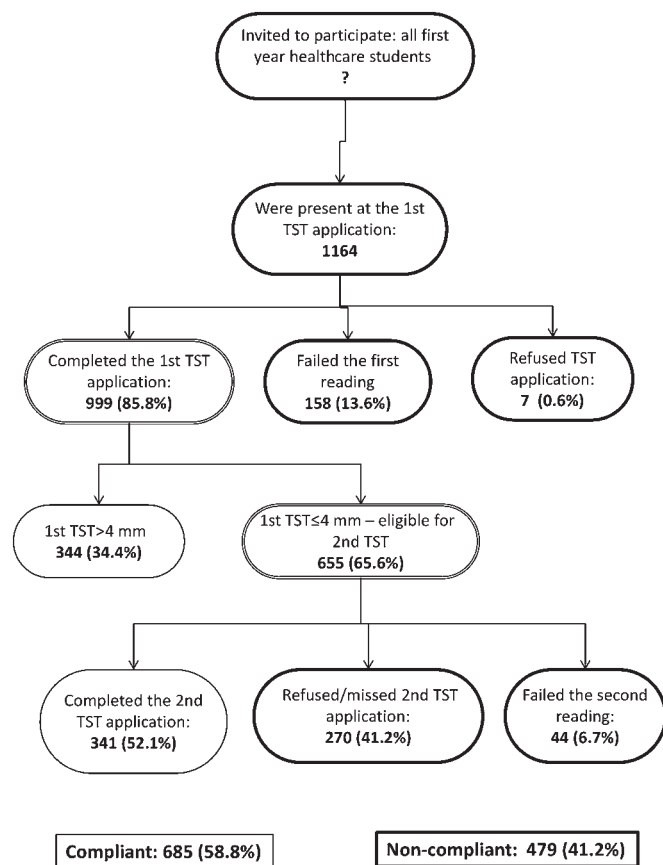 Invited to participate: all first
year healthcare students
?
Were present at the 1st
TST application:
1164
Completed the 1st TST
application:
999 (85.8%)
Failed the first
reading
158 (13.6%)
Refused TST
application:
7 (0.6%)
1st TST>4 mm
344 (34.4%)
1st TST≤4 mm – eligible for
2nd TST
655 (65.6%)
Completed the 2nd
TST application:
341 (52.1%)
Refused/missed 2nd TST
application:
270 (41.2%)
Failed the second
reading:
44 (6.7%)
Compliant: 685 (58.8%)
Non-compliant: 479 (41.2%)